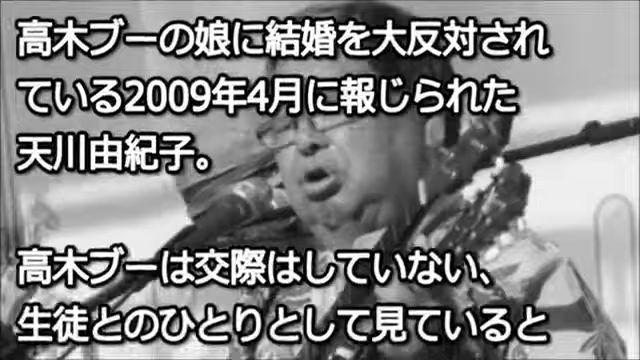 高木ブーの娘に結婚を大反対され
ている2009年4月に報じられた
天川由紀子。
高木ブーは交際はしていない、
生徒とのひとりとして見ていると